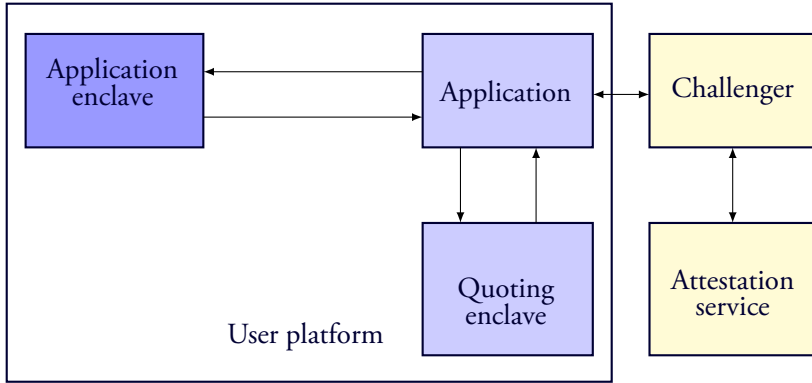 Application
enclave
Application
Challenger
Quoting
enclave
Attestation
service
User platform